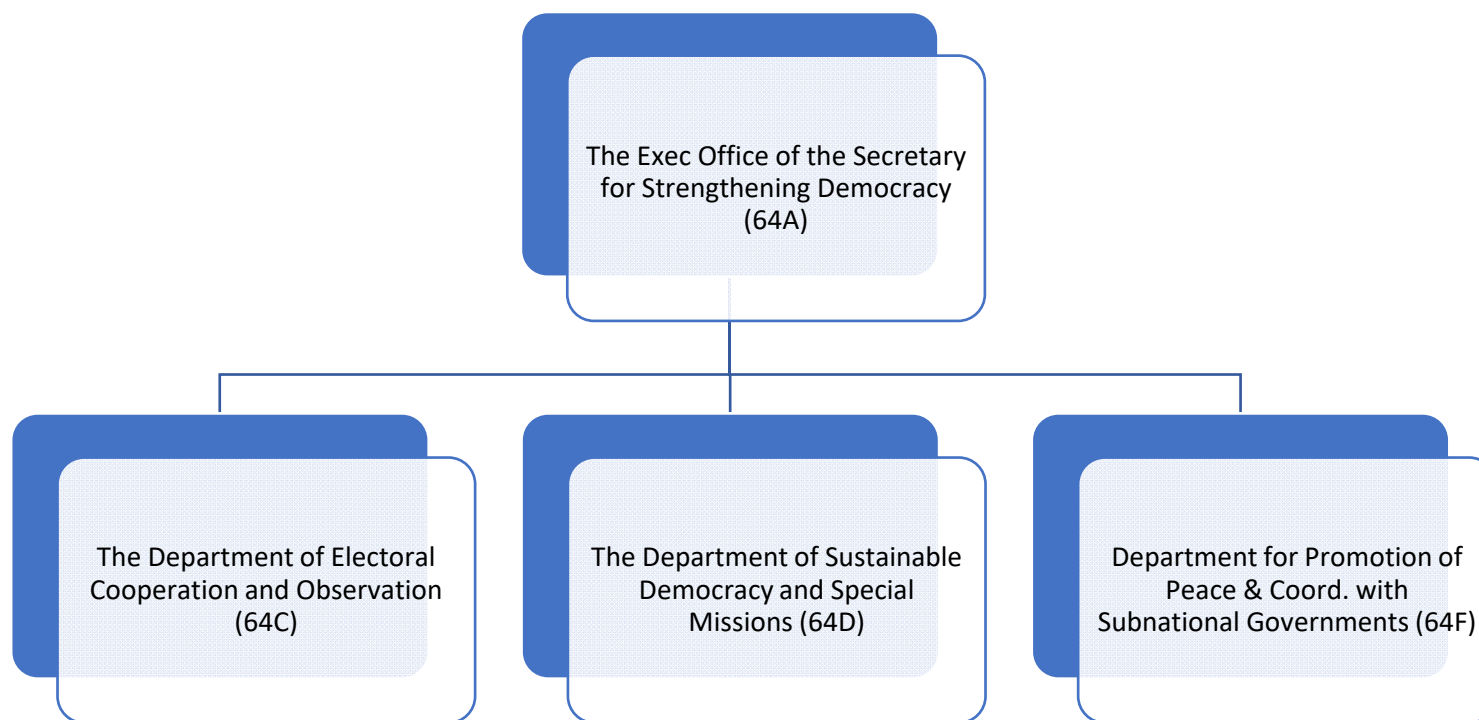 The Exec Office of the Secretary
for Strengthening Democracy
(64A)
The Department of Electoral
Cooperation and Observation
(64C)
The Department of Sustainable
Democracy and Special
Missions (64D)
Department for Promotion of
Peace & Coord. with
Subnational Governments (64F)